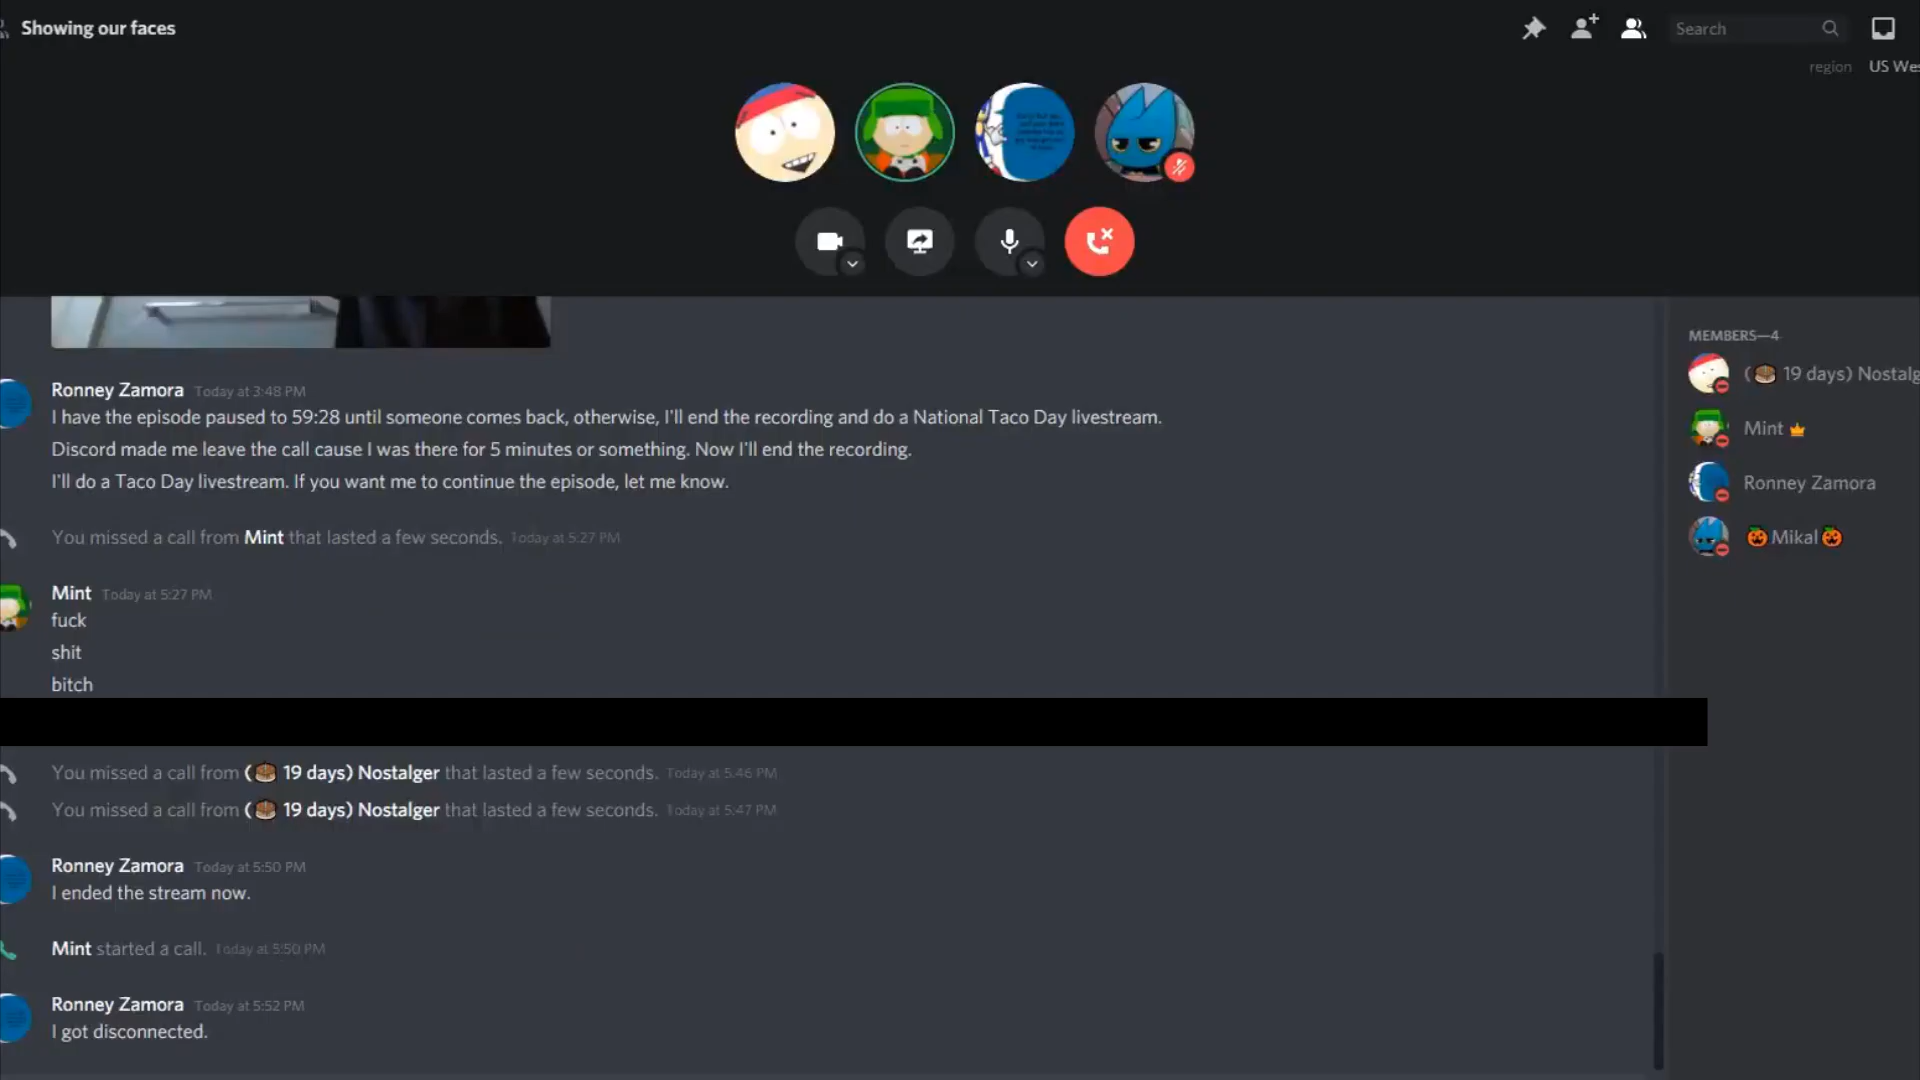 Showing our faces
Search
region US Wes
MEMBERS—4
( 19 days) Nostalg
Mint
Ronney Zamora
🎃Mikal🎃
Ronney Zamora Today at 3:48 PM
I have the episode paused to 59:28 until someone comes back, otherwise, I'll end the recording and do a National Taco Day livestream.
Discord made me leave the call cause I was there for 5 minutes or something. Now I'll end the recording.
I'll do a Taco Day livestream. If you want me to continue the episode, let me know.
You missed a call from Mint that lasted a few seconds. Today at 5:27 PM
Mint Today at 5:27 PM
fuck
shit
bitch
You missed a call from ( 19 days) Nostalger that lasted a few seconds. Today at 5:46 PM
You missed a call from ( 19 days) Nostalger that lasted a few seconds. Today at 5:47 PM
Ronney Zamora Today at 5:50 PM
I ended the stream now.
Mint started a call. Today at 5:50 PM
Ronney Zamora Today at 5:52 PM
I got disconnected.